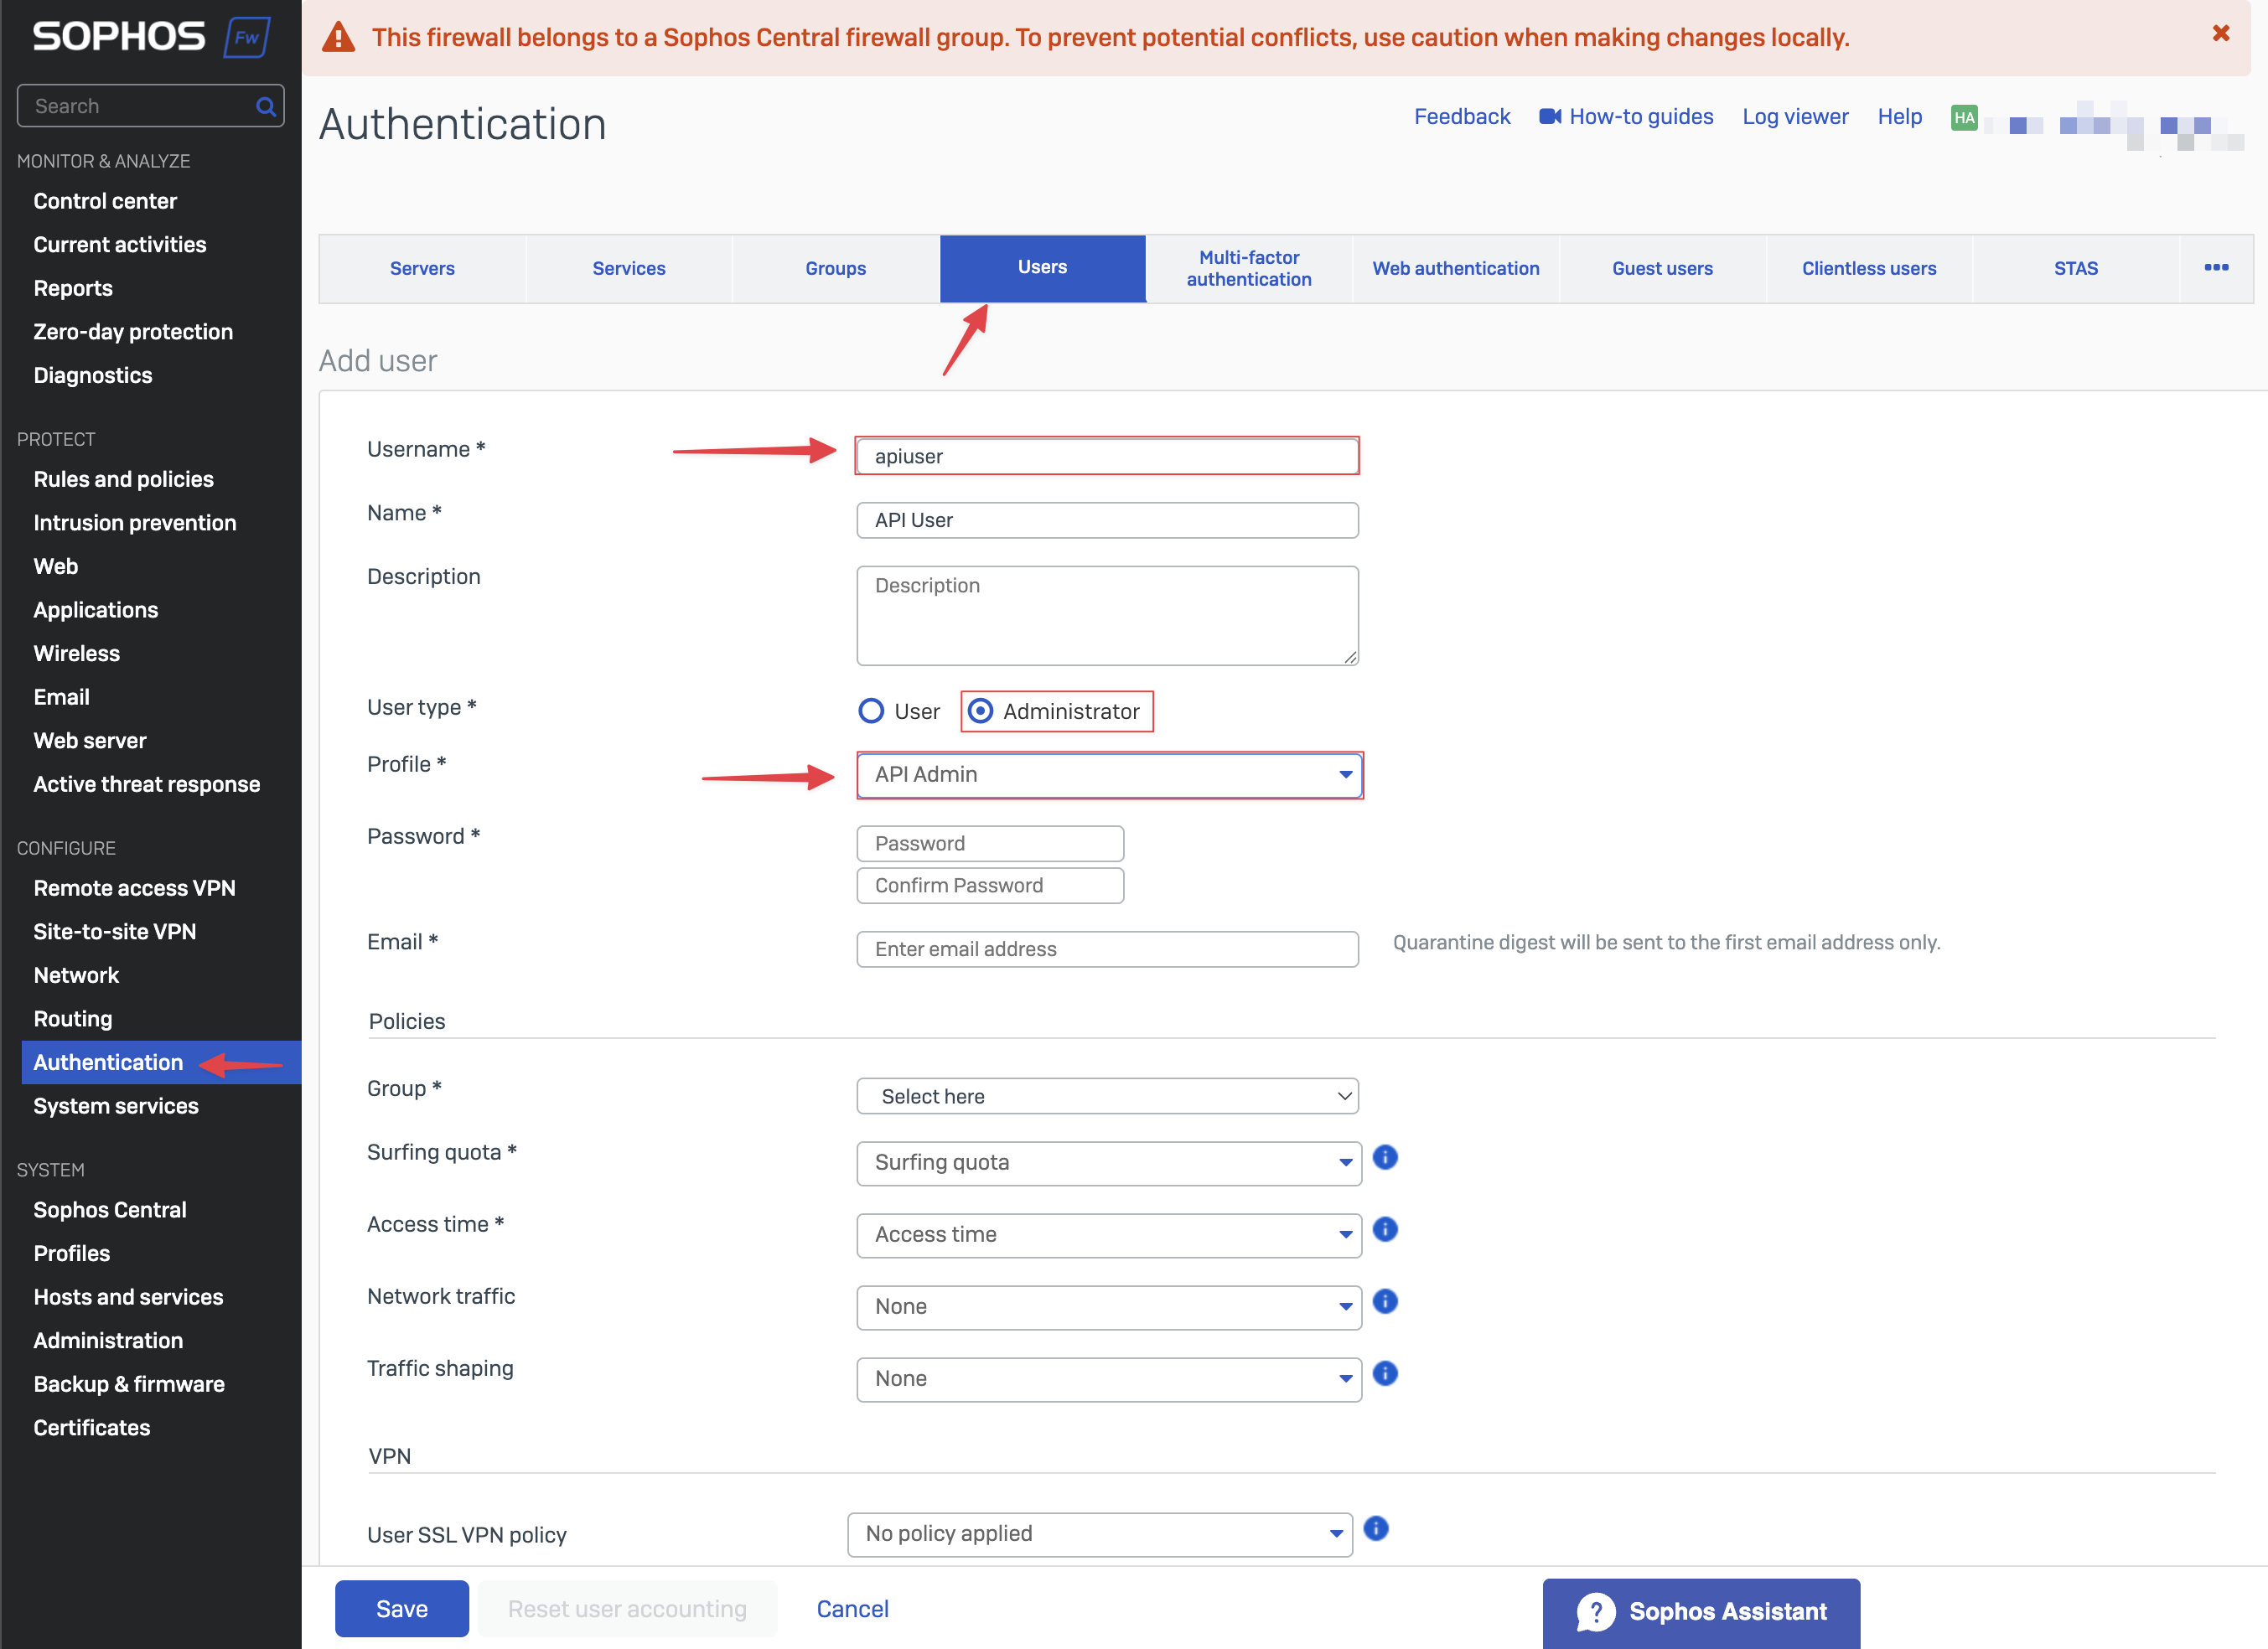 SOPHOS Fw
Search
MONITOR & ANALYZE
Control center
Current activities
Reports
Zero-day protection
Diagnostics
PROTECT
Rules and policies
Intrusion prevention
Web
Applications
Wireless
Email
Web server
Active threat response
CONFIGURE
Remote access VPN
Site-to-site VPN
Network
Routing
Authentication
System services
SYSTEM
Sophos Central
Profiles
Hosts and services
Administration
Backup & firmware
Certificates
This firewall belongs to a Sophos Central firewall group. To prevent potential conflicts, use caution when making changes locally.
Authentication
Feedback How-to guides Log viewer Help HA
Servers Services Groups Users Multi-factor authentication Web authentication Guest users Clientless users STAS
Add user
Username * apiuser
Name * API User
Description Description
User type * User Administrator
Profile * API Admin
Password * Password
Confirm Password
Email * Enter email address Quarantine digest will be sent to the first email address only.
Policies
Group * Select here
Surfing quota * Surfing quota
Access time * Access time
Network traffic None
Traffic shaping None
VPN
User SSL VPN policy No policy applied
Save Reset user accounting Cancel
? Sophos Assistant